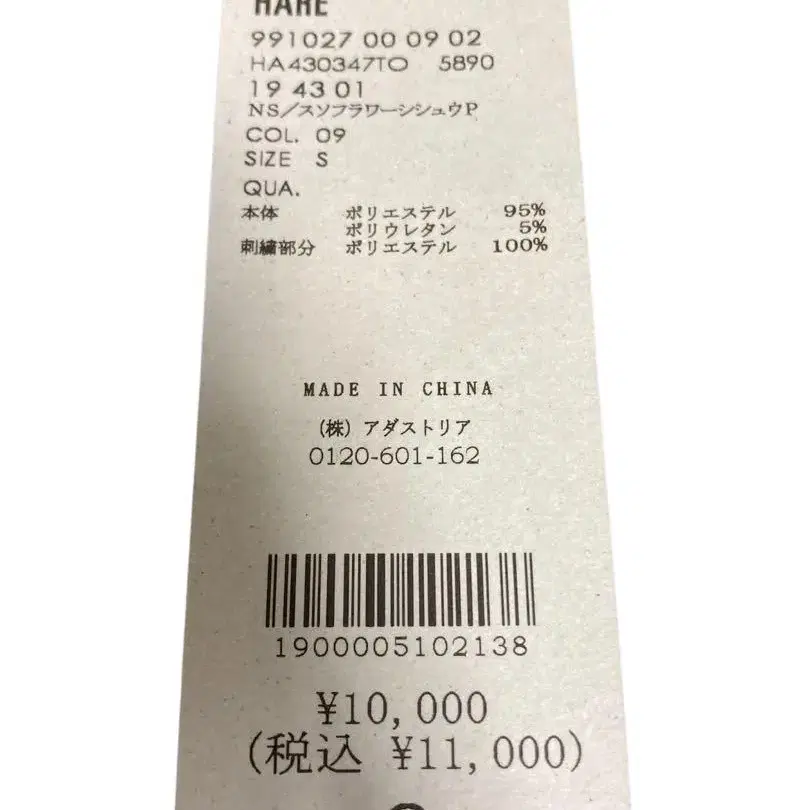 HARE
991027 00 09 02
HA430347TO 5890
19 43 01
NS/スソフラワーシシュウP
COL. 09
SIZE S
QUA.
本体 ポリエステル 95%
ポリウレタン 5%
刺繍部分 ポリエステル 100%
MADE IN CHINA
(株) アダストリア
0120-601-162
1900005102138
¥10,000
(税込 ¥11,000)